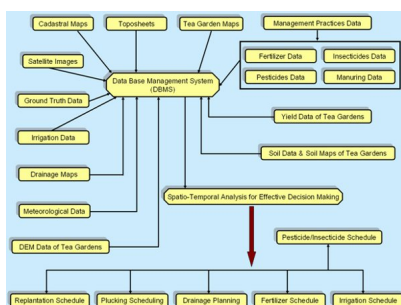 Cadastral Maps
Toposheets
Tea Garden Maps
Management Practices Data
Satellite Images
Fertilizer Data
Insecticides Data
Data Base Management System
(DBMS)
Pesticides Data
Manuring Data
Ground Truth Data
Yield Data of Tea Gardens
Irrigation Data
Soil Data & Soil Maps of Tea Gardens
Drainage Maps
Spatio-Temporal Analysis for Effective Decision Making
Meteorological Data
Pesticide/Insecticide Schedule
DEM Data of Tea Gardens
Replantation Schedule
Plucking Scheduling
Drainage Planning
Fertilizer Schedule
Irrigation Schedule